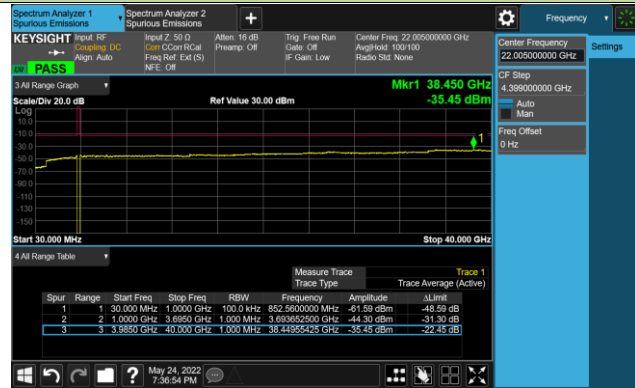 Spectrum Analyzer 1
Spurious Emissions
Spectrum Analyzer 2
Spurious Emissions
Frequency
KEYSIGHT
Input: RF
Coupling: DC
Align: Auto
Input Z: 50 Ω
Corr CCorr RCal
Freq Ref: Ext (S)
NFE: Off
Atten: 16 dB
Preamp: Off
Trig: Free Run
Gate: Off
IF Gain: Low
Center Freq: 22.005000000 GHz
Avg|Hold: 100/100
Radio Std: None
PASS
Center Frequency
22.005000000 GHz
Settings
CF Step
4.399000000 GHz
Auto
Man
Freq Offset
0 Hz
3 All Range Graph
Mkr1 38.450 GHz
Scale/Div 20.0 dB
Ref Value 30.00 dBm
-35.45 dBm
Log
10.0
-10.0
-30.0
-50.0
-70.0
-90.0
-110
-130
-150
1
Start 30.000 MHz
Stop 40.000 GHz
4 All Range Table
Measure Trace Trace 1
Trace Type Trace Average (Active)
Spur Range Start Freq Stop Freq RBW Frequency Amplitude ΔLimit
1 1 30.000 MHz 1.0000 GHz 100.0 kHz 852.5600000 MHz -61.59 dBm -48.59 dB
2 2 1.0000 GHz 3.6950 GHz 1.000 MHz 3.693652500 GHz -44.30 dBm -31.30 dB
3 3 3.9850 GHz 40.000 GHz 1.000 MHz 38.44955425 GHz -35.45 dBm -22.45 dB
May 24, 2022
7:36:54 PM